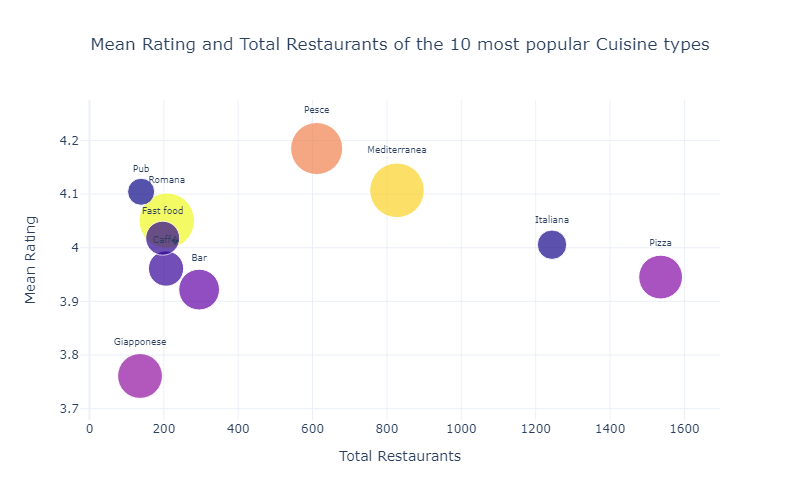 Mean Rating and Total Restaurants of the 10 most popular Cuisine types
Mean Rating
4.2
4.1
4
3.9
3.8
3.7
Pesce
Mediterranea
Pub
Romana
Fast food
Caffè
Bar
Italiana
Pizza
Giapponese
0 200 400 600 800 1000 1200 1400 1600
Total Restaurants